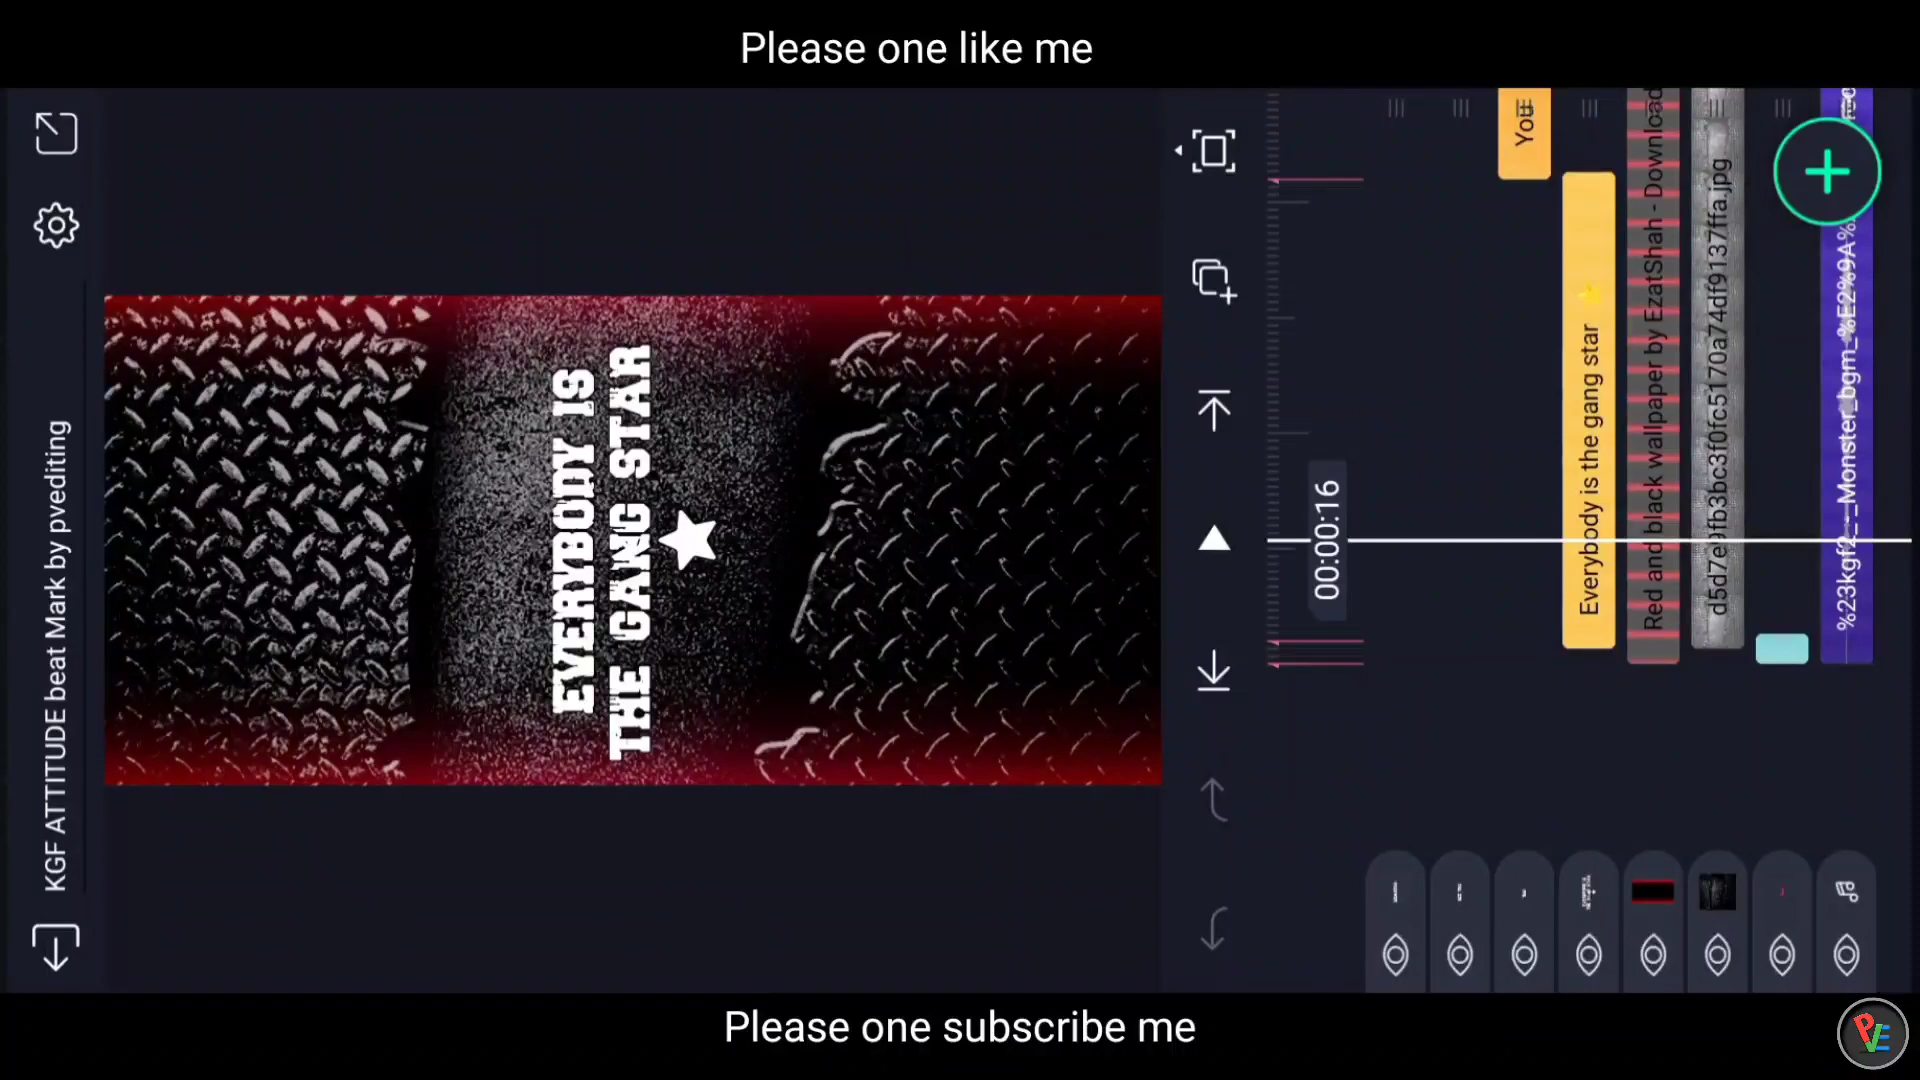 Please one like me
KGF ATTITUDE beat Mark by pvediting
EVERYBODY IS
THE GANG STAR
00:00:16
You
Everybody is the gang star
Red and black wallpaper by EzatShah - Download
d5d7e9fb3bc3f0fc5170a74df9137ffa.jpg
%23kgf2_-_Monster_bgm_%E2%9A%
Please one subscribe me
PVE